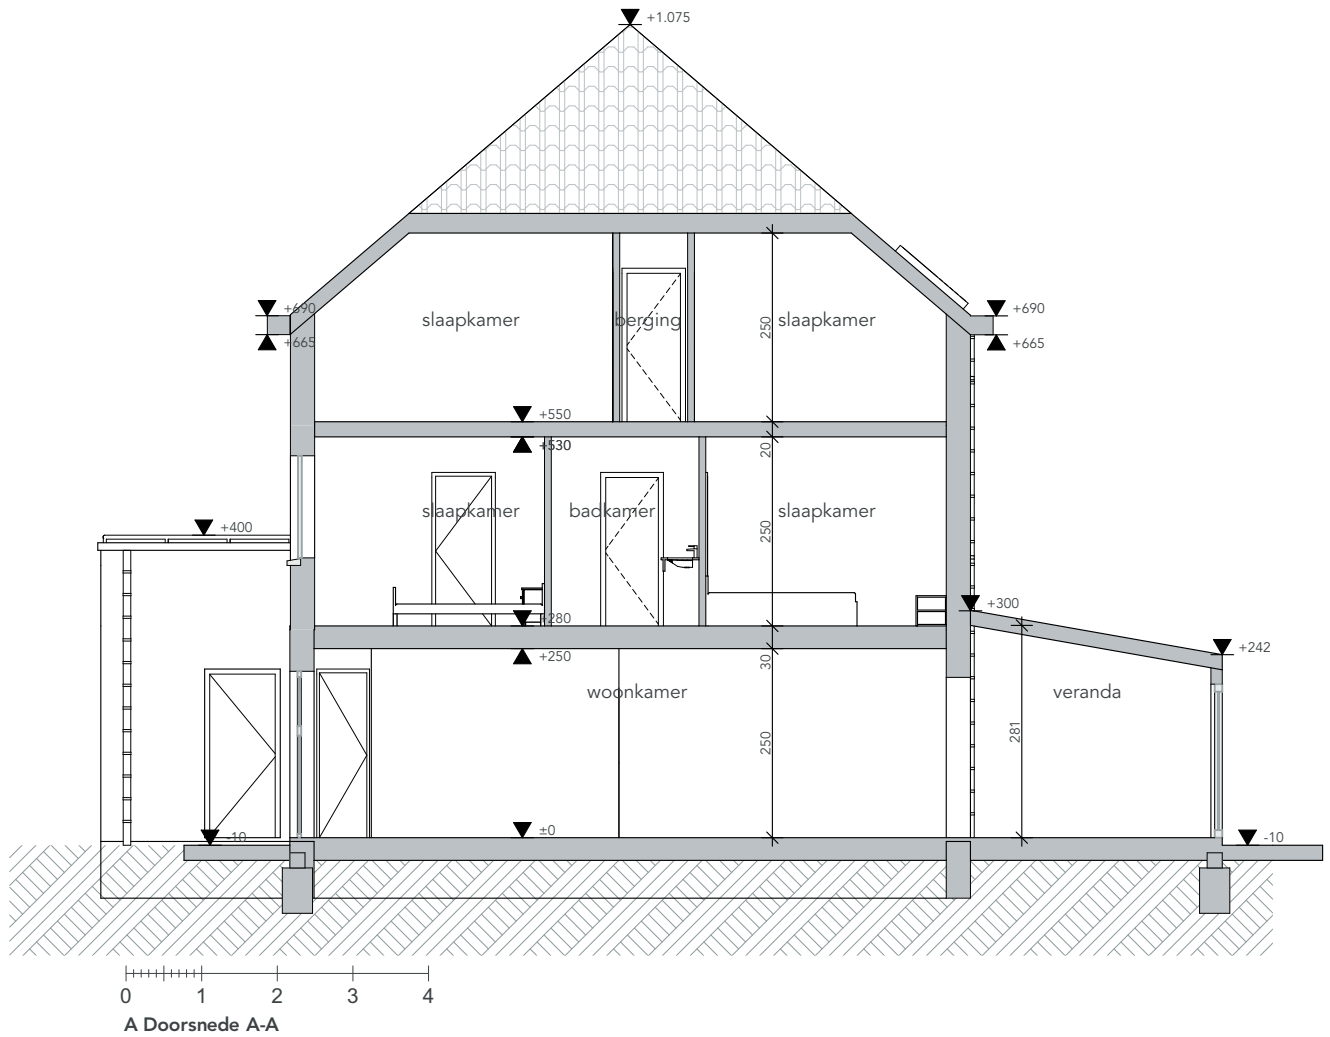 +1.075
+690
+690
slaapkamer
berging
slaapkamer
250
+665
+665
+550
+530
20
slaapkamer
badkamer
slaapkamer
250
+400
+300
+280
+250
30
+242
woonkamer
veranda
250
281
±0
-10
-10
0 1 2 3 4
A Doorsnede A-A